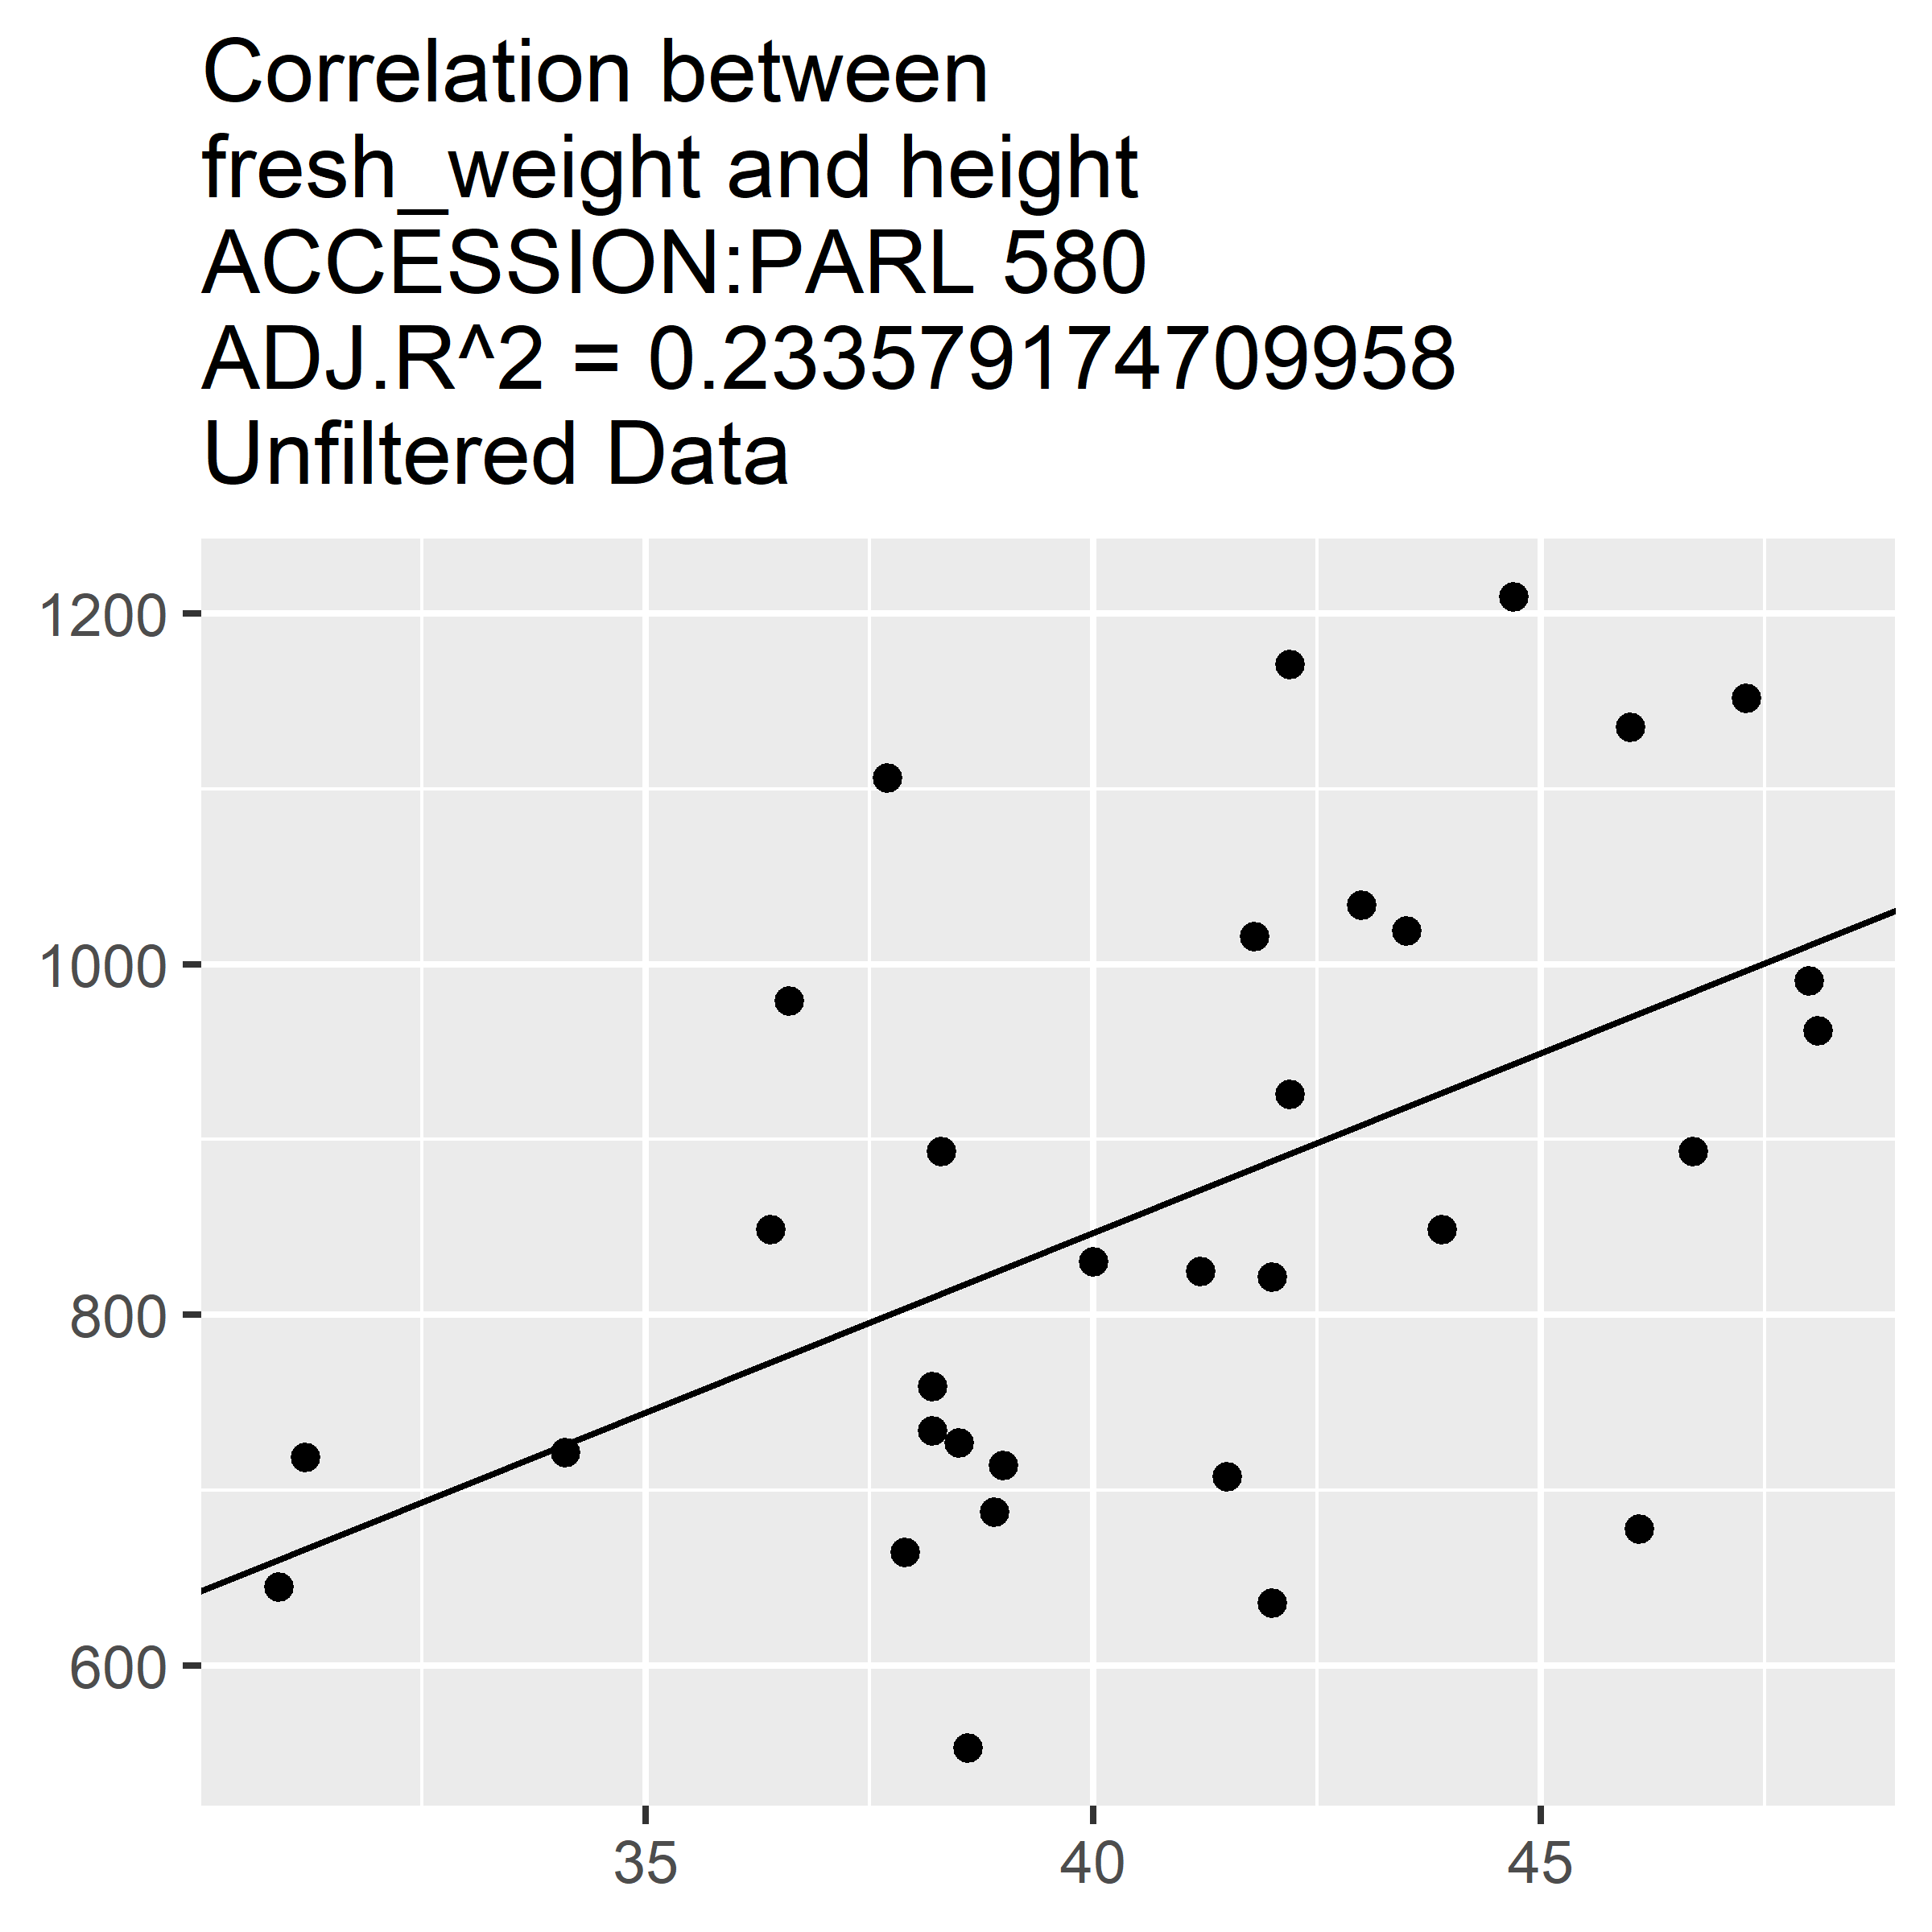 Correlation between
fresh_weight and height
ACCESSION:PARL 580
ADJ.R^2 = 0.233579174709958
Unfiltered Data
1200
1000
800
600
35
40
45